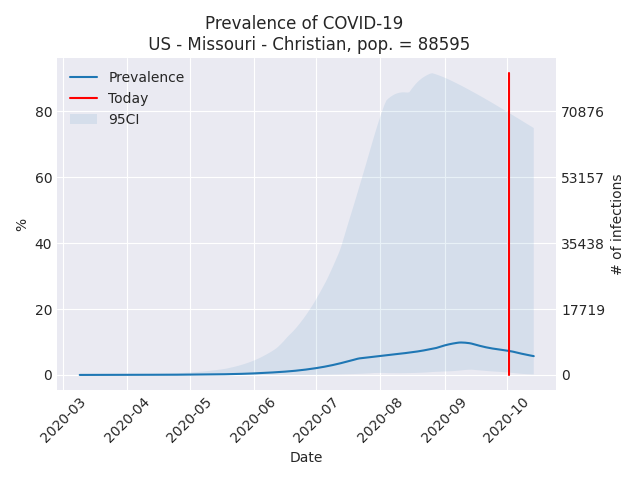 Prevalence of COVID-19
US - Missouri - Christian, pop. = 88595
Prevalence
Today
95CI
%
80
60
40
20
0
70876
53157
35438
17719
0
# of infections
2020-03
2020-04
2020-05
2020-06
2020-07
2020-08
2020-09
2020-10
Date